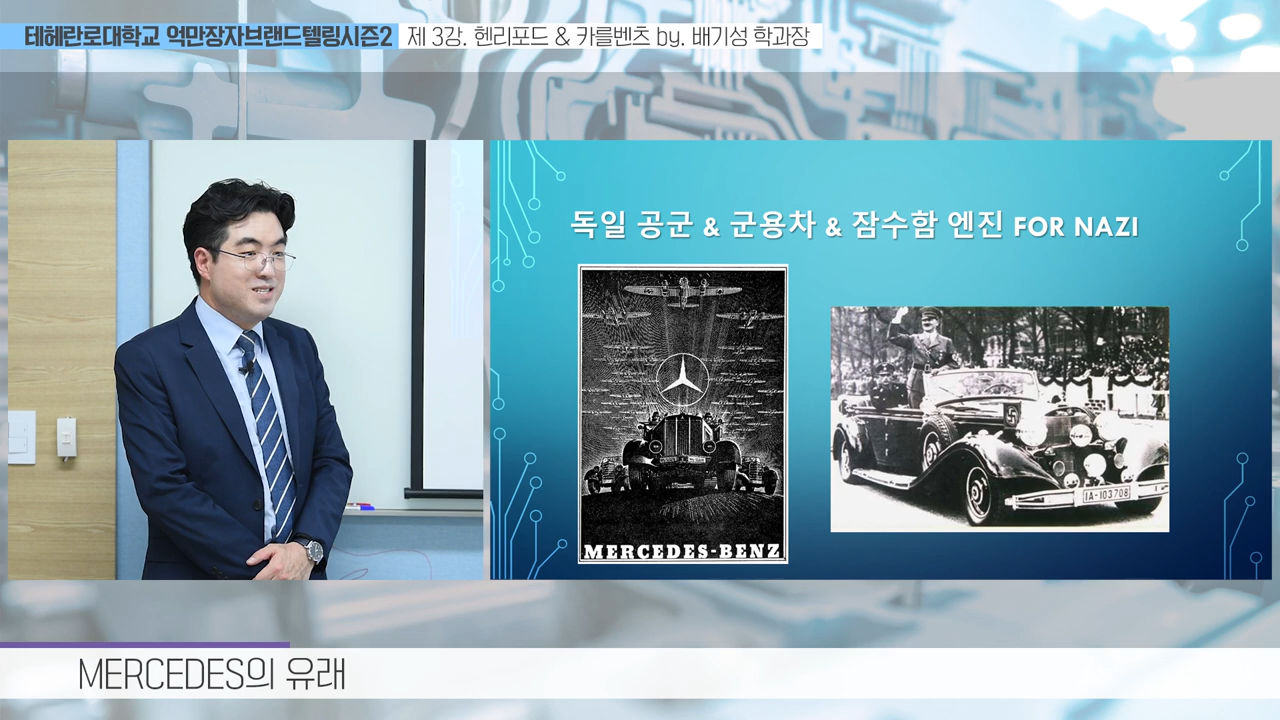 테헤란로대학교 억만장자브랜드텔링시즌2 제 3강. 헨리포드 & 카를벤츠 by. 배기성 학과장
독일 공군 & 군용차 & 잠수함 엔진 FOR NAZI
MERCEDES-BENZ
IA-103708
MERCEDES의 유래